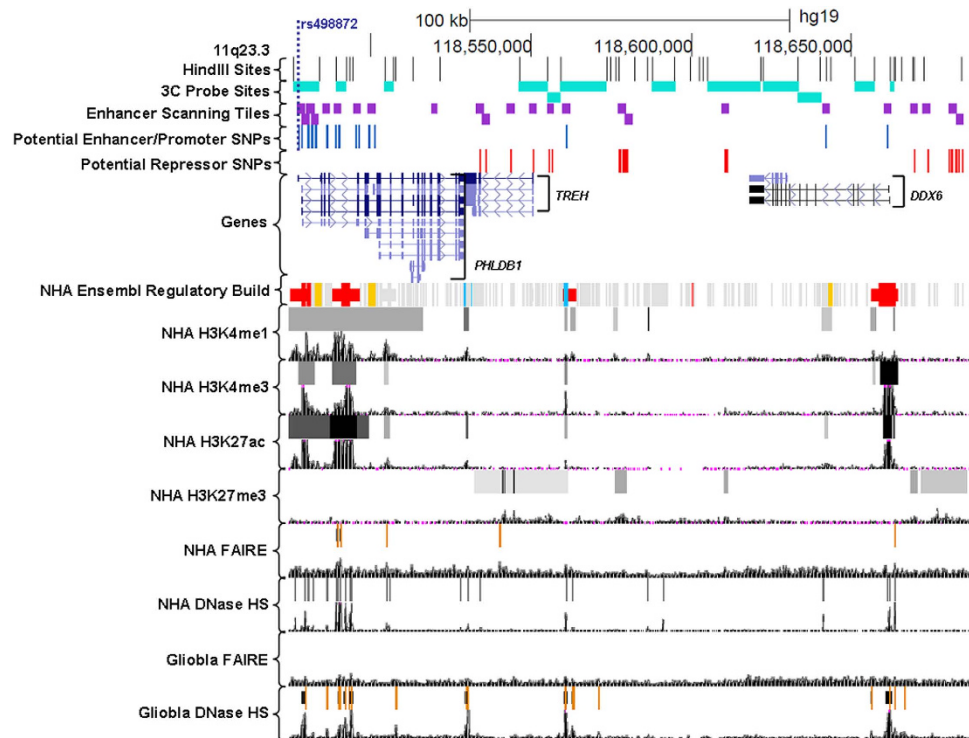 rs498872
100 kb
hg19
11q23.3
118,550,000
118,600,000
118,650,000
HindIII Sites
3C Probe Sites
Enhancer Scanning Tiles
Potential Enhancer/Promoter SNPs
Potential Repressor SNPs
Genes
TREH
DDX6
PHLDB1
NHA Ensembl Regulatory Build
NHA H3K4me1
NHA H3K4me3
NHA H3K27ac
NHA H3K27me3
NHA FAIRE
NHA DNase HS
Gliobla FAIRE
Gliobla DNase HS